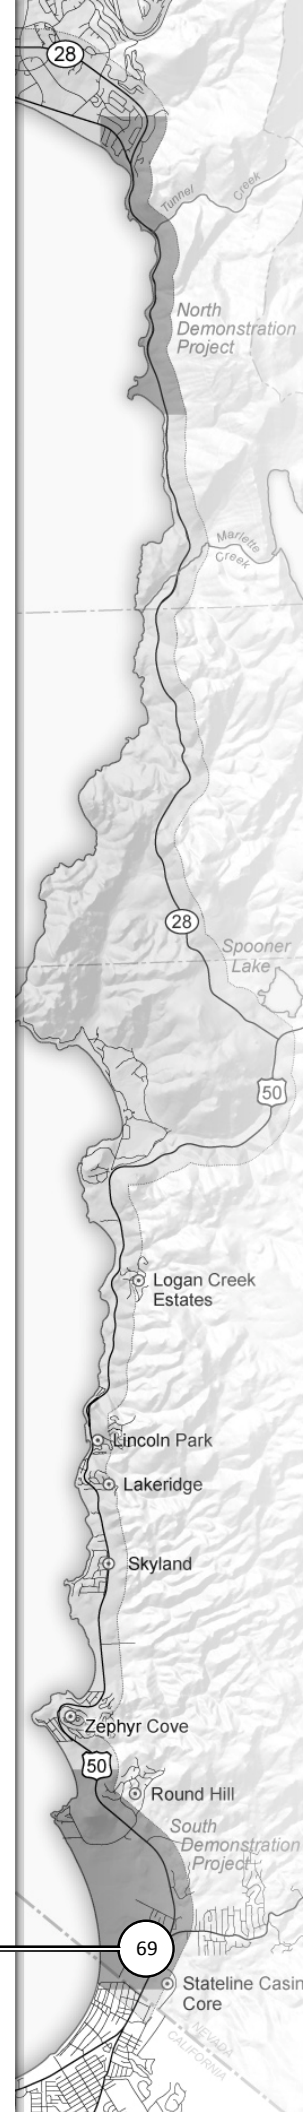 28
Tunnel Creek
North
Demonstration
Project
Marlette
Creek
28
Spooner
Lake
50
Logan Creek
Estates
Lincoln Park
Lakeridge
Skyland
Zephyr Cove
50
Round Hill
South
Demonstration
Project
69
Stateline Casin
Core
NEVADA
CALIFORNIA